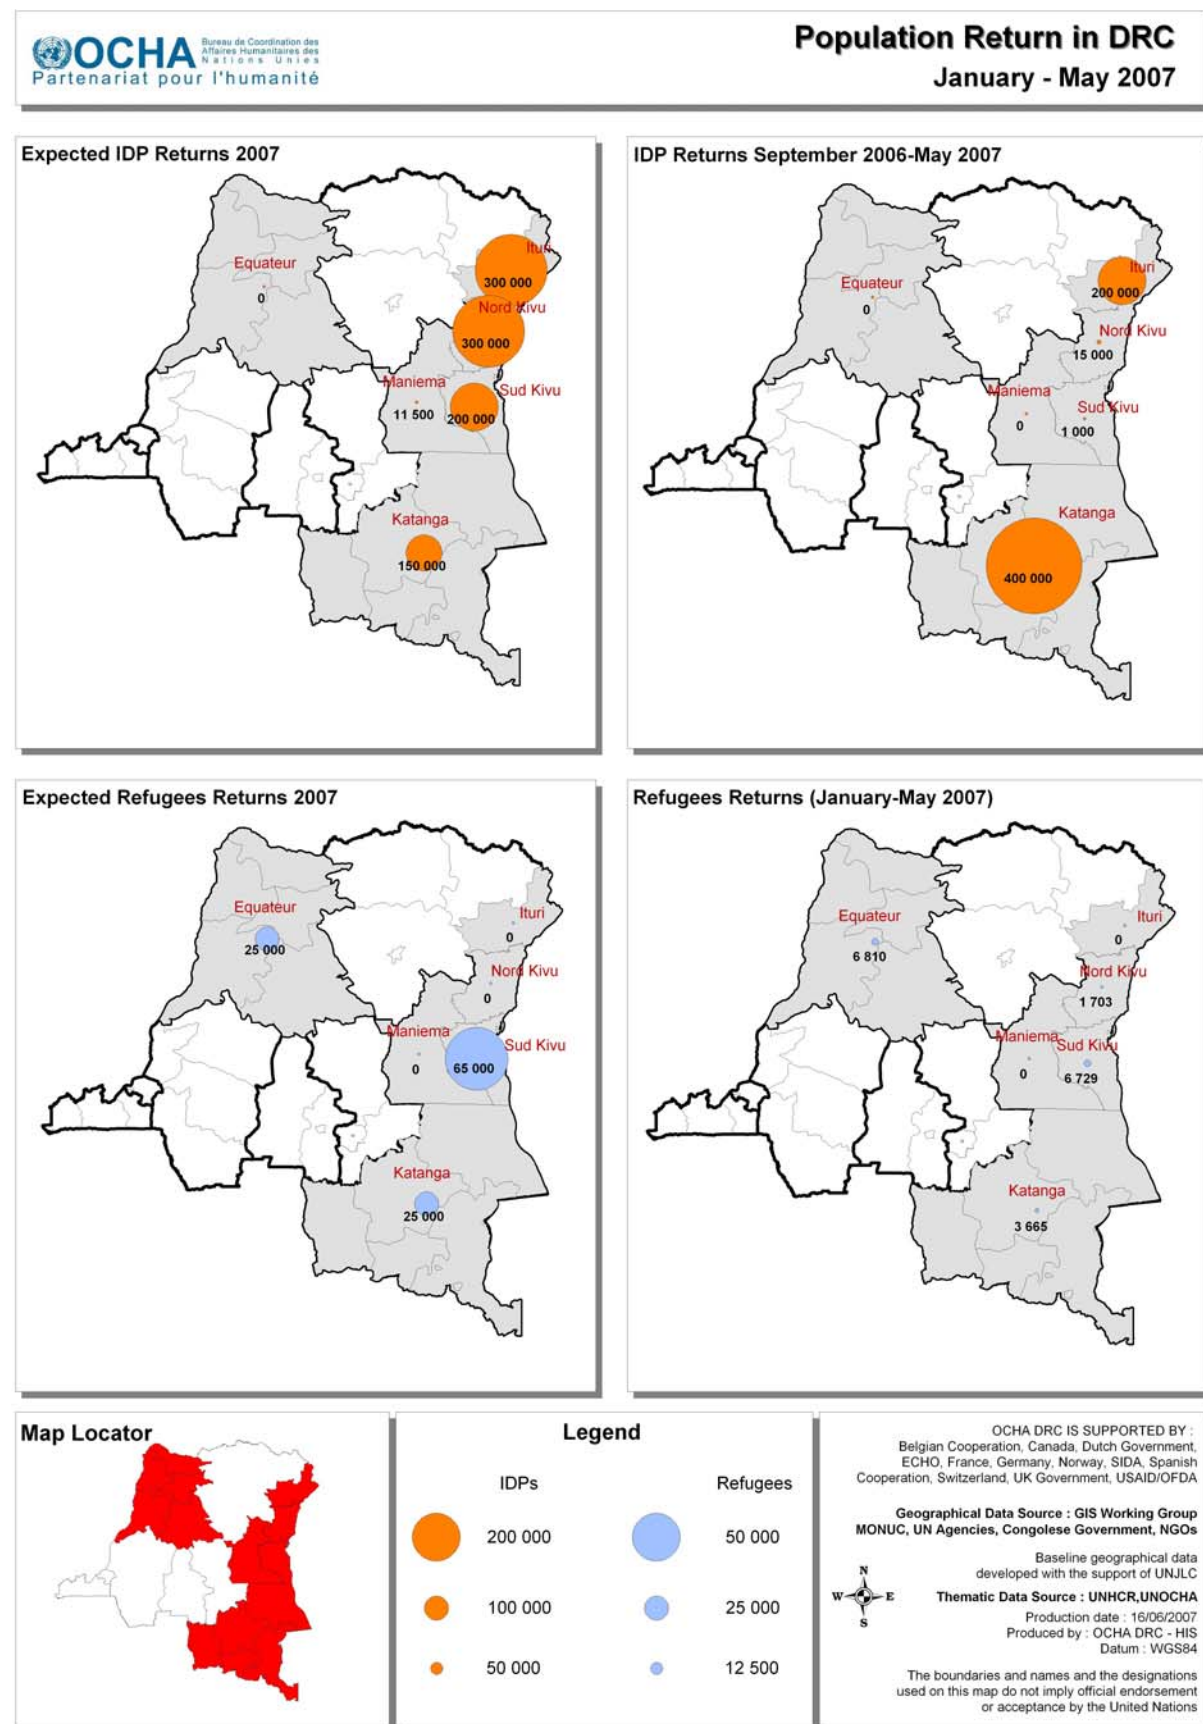 OCHA
Bureau de Coordination des
Affaires Humanitaires des
Nations Unies
Partenariat pour l'humanité
Population Return in DRC
January - May 2007
Expected IDP Returns 2007
Equateur
0
Ituri
300 000
Nord Kivu
300 000
Maniema
11 500
Sud Kivu
200 000
Katanga
150 000
IDP Returns September 2006-May 2007
Equateur
0
Ituri
200 000
Nord Kivu
15 000
Maniema
0
Sud Kivu
1 000
Katanga
400 000
Expected Refugees Returns 2007
Equateur
25 000
Ituri
0
Nord Kivu
0
Maniema
0
Sud Kivu
65 000
Katanga
25 000
Refugees Returns (January-May 2007)
Equateur
6 810
Ituri
0
Nord Kivu
1 703
Maniema
0
Sud Kivu
6 729
Katanga
3 665
Map Locator
Legend
IDPs
Refugees
200 000
50 000
100 000
25 000
50 000
12 500
OCHA DRC IS SUPPORTED BY :
Belgian Cooperation, Canada, Dutch Government,
ECHO, France, Germany, Norway, SIDA, Spanish
Cooperation, Switzerland, UK Government, USAID/OFDA
Geographical Data Source : GIS Working Group
MONUC, UN Agencies, Congolese Government, NGOs
Baseline geographical data
developed with the support of UNJLC
N
W E
S
Thematic Data Source : UNHCR,UNOCHA
Production date : 16/06/2007
Produced by : OCHA DRC - HIS
Datum : WGS84
The boundaries and names and the designations
used on this map do not imply official endorsement
or acceptance by the United Nations